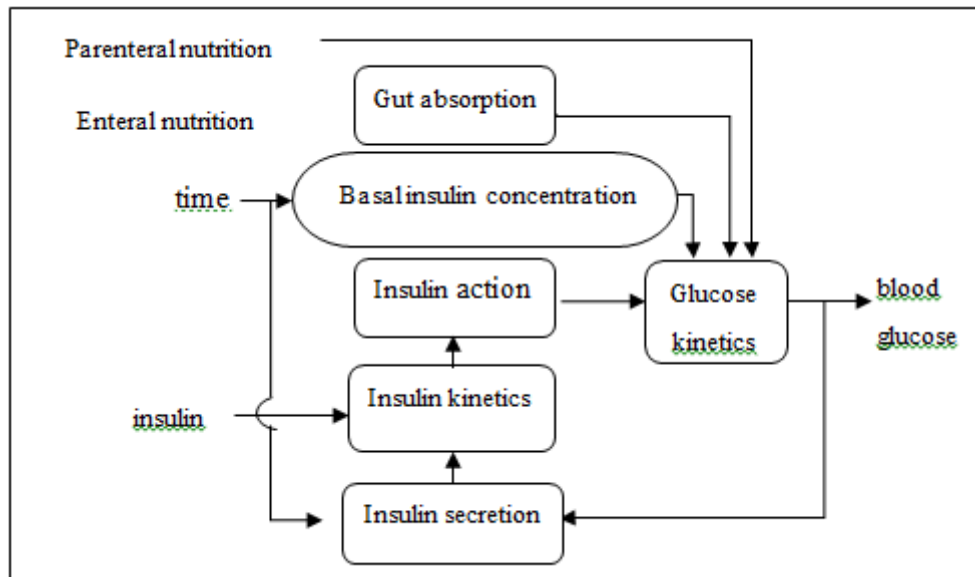 Parenteral nutrition
Gut absorption
Enteral nutrition
time
Basal insulin concentration
Insulin action
Glucose
kinetics
blood
glucose
Insulin kinetics
insulin
Insulin secretion